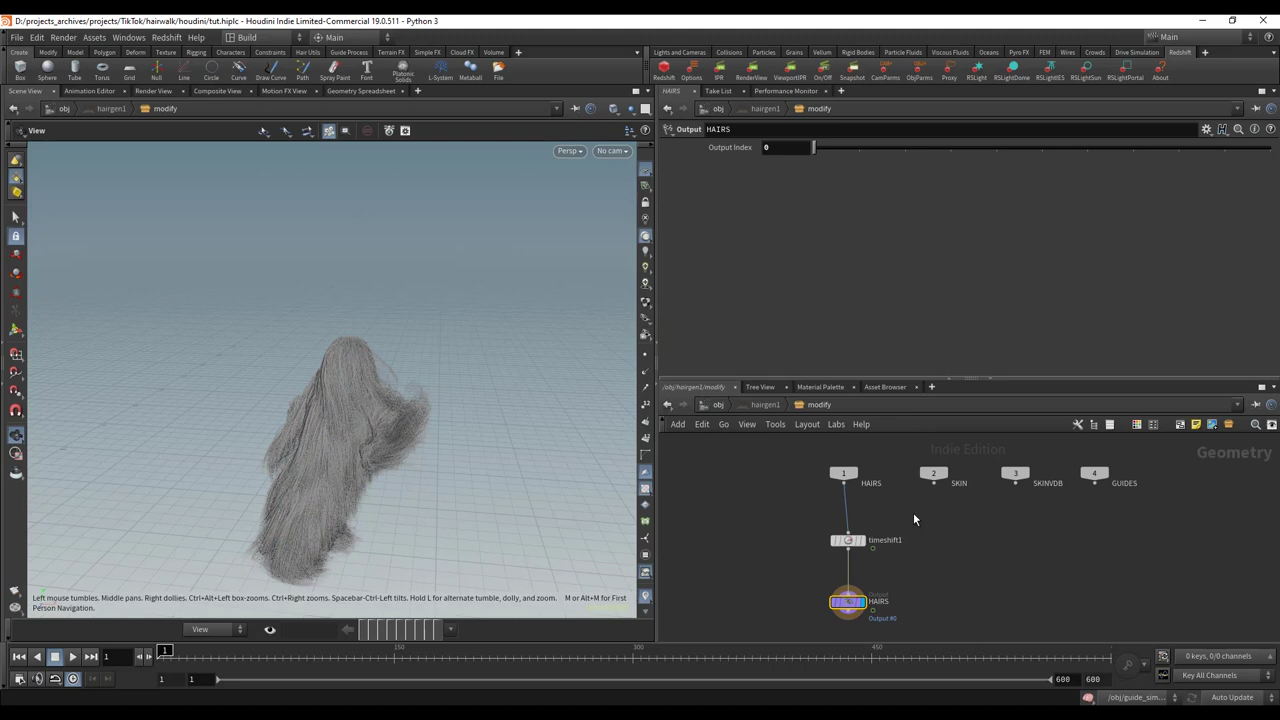 D:/projects_archives/projects/TikTok/hairwalk/houdini/tut.hiplc - Houdini Indie Limited-Commercial 19.0.511 - Python 3
File Edit Render Assets Windows Redshift Help Build Main Main
Create Modify Model Polygon Deform Texture Rigging Characters Constraints Hair Utils Guide Process Terrain FX Simple FX Cloud FX Volume
Lights and Cameras Collisions Particles Grains Vellum Rigid Bodies Particle Fluids Viscous Fluids Oceans Pyro FX FEM Wires Crowds Drive Simulation Redshift
Box Sphere Tube Torus Grid Null Line Circle Curve Draw Curve Path Spray Paint Font Platonic Solids L-System Metaball File
Redshift Options IPR RenderView ViewportIPR On/Off Snapshot CamParms ObjParms Proxy RSLight RSLightDome RSLightIES RSLightSun RSLightPortal About
Scene View Animation Editor Render View Composite View Motion FX View Geometry Spreadsheet
HAIRS Take List Performance Monitor
obj hairgen1 modify
obj hairgen1 modify
View
Output HAIRS
Output Index 0
Persp No cam
/obj/hairgen1/modify Tree View Material Palette Asset Browser
obj hairgen1 modify
Add Edit Go View Tools Layout Labs Help
Indie Edition
Geometry
1 2 3 4
HAIRS SKIN SKINVDB GUIDES
timeshift1
Output
HAIRS
Output #0
Left mouse tumbles. Middle pans. Right dollies. Ctrl+Alt+Left box-zooms. Ctrl+Right zooms. Spacebar-Ctrl-Left tilts. Hold L for alternate tumble, dolly, and zoom. M or Alt+M for First
Person Navigation.
View
1 1 150 300 450
0 keys, 0/0 channels
1 1 600 600
Key All Channels
/obj/guide_sim... Auto Update